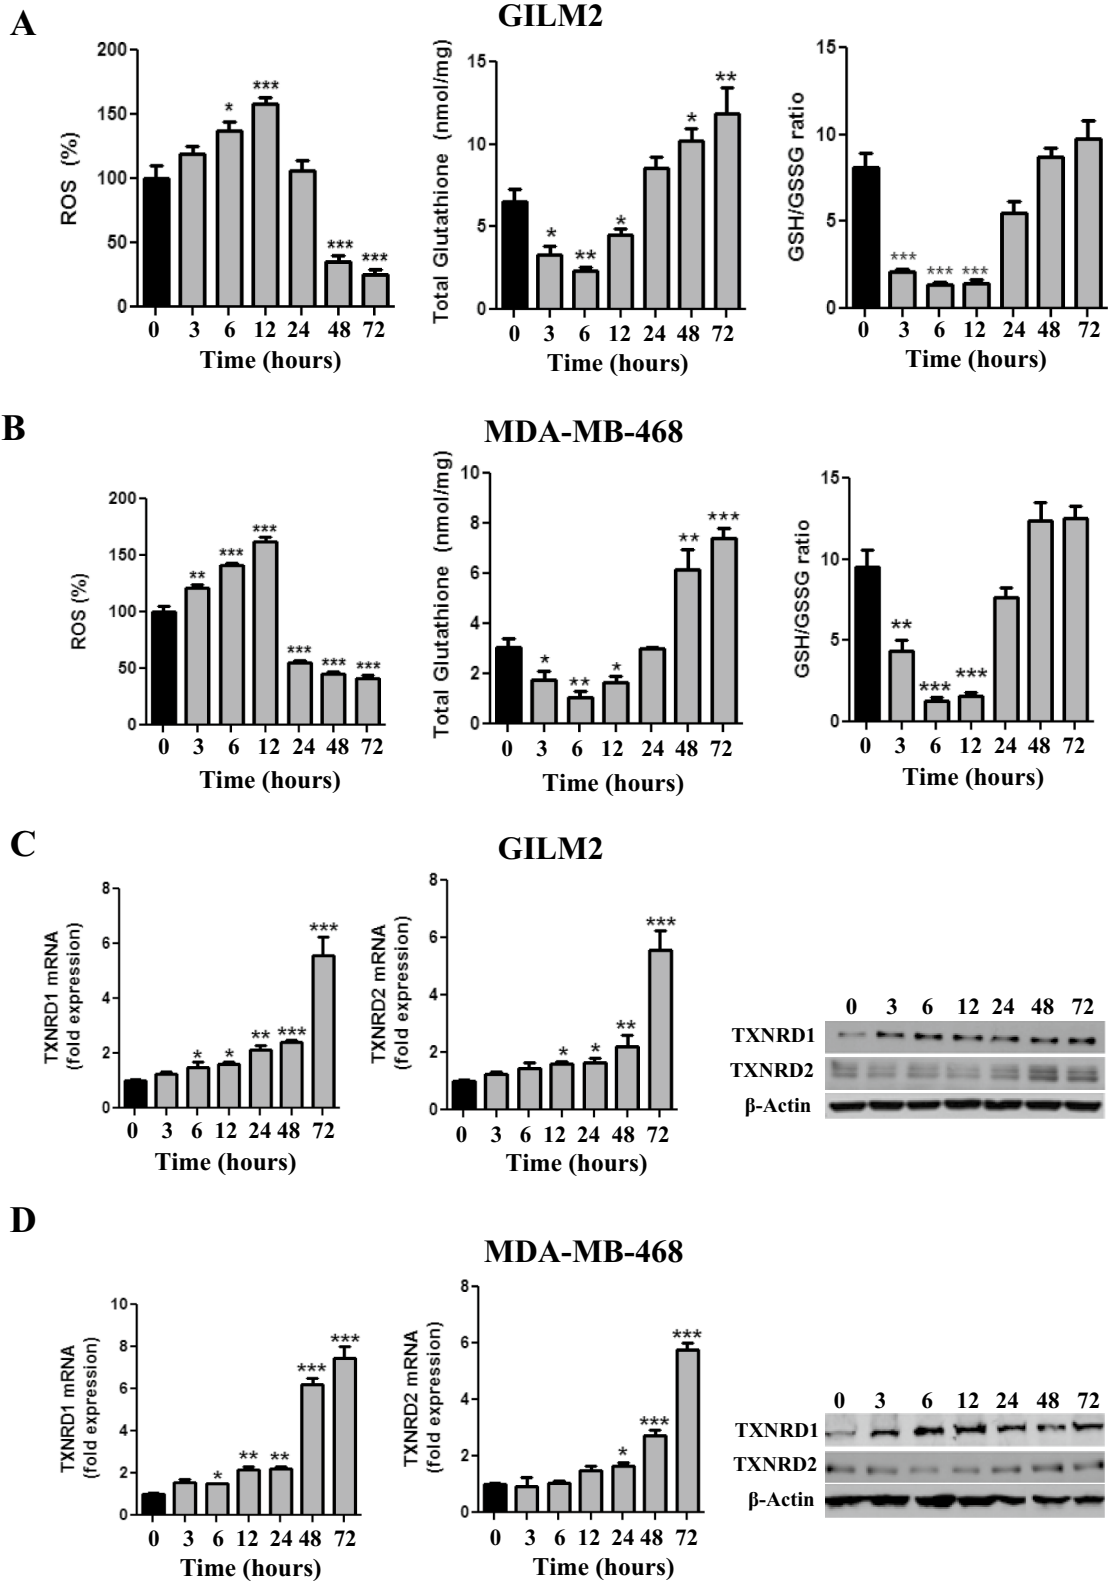 A
GILM2
ROS (%)
200
150
100
50
0
*
***
***
***
0 3 6 12 24 48 72
Time (hours)
Total Glutathione (nmol/mg)
15
10
5
0
*
**
*
*
**
0 3 6 12 24 48 72
Time (hours)
GSH/GSSG ratio
15
10
5
0
***
***
***
0 3 6 12 24 48 72
Time (hours)
B
MDA-MB-468
ROS (%)
200
150
100
50
0
**
***
***
***
***
***
0 3 6 12 24 48 72
Time (hours)
Total Glutathione (nmol/mg)
10
8
6
4
2
0
*
**
*
**
***
0 3 6 12 24 48 72
Time (hours)
GSH/GSSG ratio
15
10
5
0
**
***
***
0 3 6 12 24 48 72
Time (hours)
C
GILM2
TXNRD1 mRNA
(fold expression)
8
6
4
2
0
*
*
**
***
***
0 3 6 12 24 48 72
Time (hours)
TXNRD2 mRNA
(fold expression)
8
6
4
2
0
*
*
**
***
0 3 6 12 24 48 72
Time (hours)
0 3 6 12 24 48 72
TXNRD1
TXNRD2
β-Actin
D
MDA-MB-468
TXNRD1 mRNA
(fold expression)
10
8
6
4
2
0
*
**
**
***
***
0 3 6 12 24 48 72
Time (hours)
TXNRD2 mRNA
(fold expression)
8
6
4
2
0
*
***
***
0 3 6 12 24 48 72
Time (hours)
0 3 6 12 24 48 72
TXNRD1
TXNRD2
β-Actin